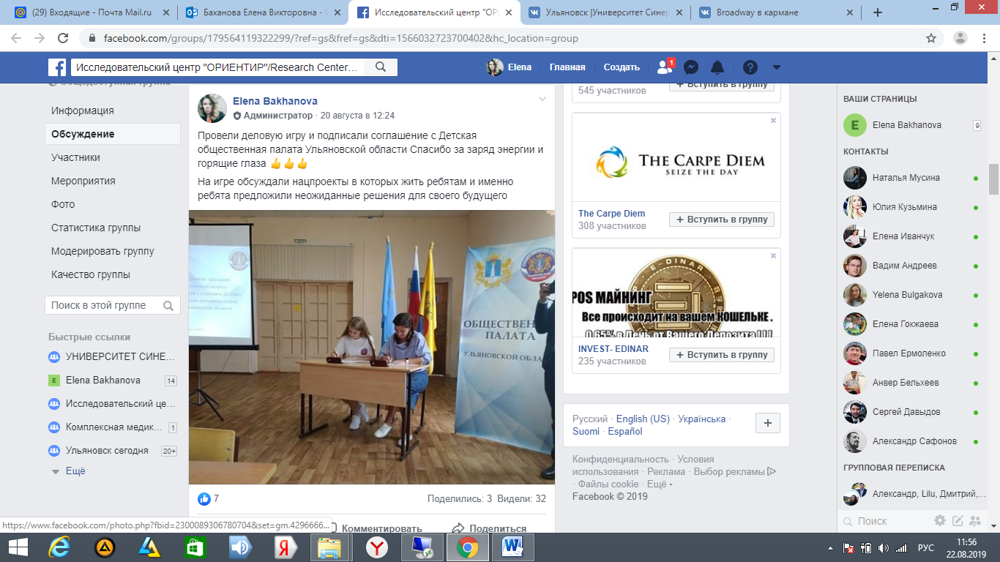 (29) Входящие - Почта Mail.ru
Баханова Елена Викторовна -
Исследовательский центр "ОРИ
Ульяновск |Университет Синер
Broadway в кармане
facebook.com/groups/179564119322299/?ref=gs&fref=gs&dti=1566032723700402&hc_location=group
Исследовательский центр "ОРИЕНТИР"/Research Center…
Elena
Главная
Создать
1
Общедоступная группа
Информация
Обсуждение
Участники
Мероприятия
Фото
Статистика группы
Модерировать группу
Качество группы
Поиск в этой группе
Быстрые ссылки
УНИВЕРСИТЕТ СИНЕ…
Elena Bakhanova 14
Исследовательский це…
Комплексная медик… 1
Ульяновск сегодня 20+
Ещё
Elena Bakhanova
Администратор · 20 августа в 12:24
Провели деловую игру и подписали соглашение с Детская
общественная палата Ульяновской области Спасибо за заряд энергии и
горящие глаза 👍👍👍
На игре обсуждали нацпроекты в которых жить ребятам и именно
ребята предложили неожиданные решения для своего будущего
ОБЩЕСТВЕН
ПАЛАТА
УЛЬЯНОВСКОЙ ОБЛА
7
Поделились: 3 Видели: 32
Комментировать
Поделиться
545 участников
+ Вступить в группу
THE CARPE DIEM
SEIZE THE DAY
The Carpe Diem
308 участников
+ Вступить в группу
E-DINAR
POS МАЙНИНГ
Все происходит на вашем КОШЕЛЬКЕ .
0,65% в День от Вашего Депозита !!!
INVEST- EDINAR
235 участников
+ Вступить в группу
Русский · English (US) · Українська ·
Suomi · Español
Конфиденциальность · Условия
использования · Реклама · Выбор рекламы
· Файлы cookie · Ещё
Facebook © 2019
ВАШИ СТРАНИЦЫ
E Elena Bakhanova 9
КОНТАКТЫ
Наталья Мусина
Юлия Кузьмина
Елена Иванчук
Вадим Андреев
Yelena Bulgakova
Елена Гокжаева
Павел Ермоленко
Анвер Бельхеев
Сергей Давыдов
Александр Сафонов
ГРУППОВАЯ ПЕРЕПИСКА
Александр, Lilu, Дмитрий,…
Поиск
https://www.facebook.com/photo.php?fbid=2300089306780704&set=gm.4296666...
РУС
11:56
22.08.2019